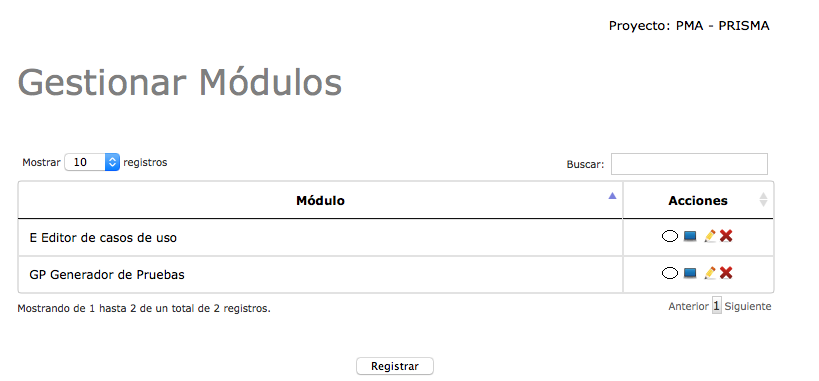 Proyecto: PMA - PRISMA
Gestionar Módulos
Mostrar 10 registros Buscar:
Módulo Acciones
E Editor de casos de uso
GP Generador de Pruebas
Mostrando de 1 hasta 2 de un total de 2 registros. Anterior 1 Siguiente
Registrar